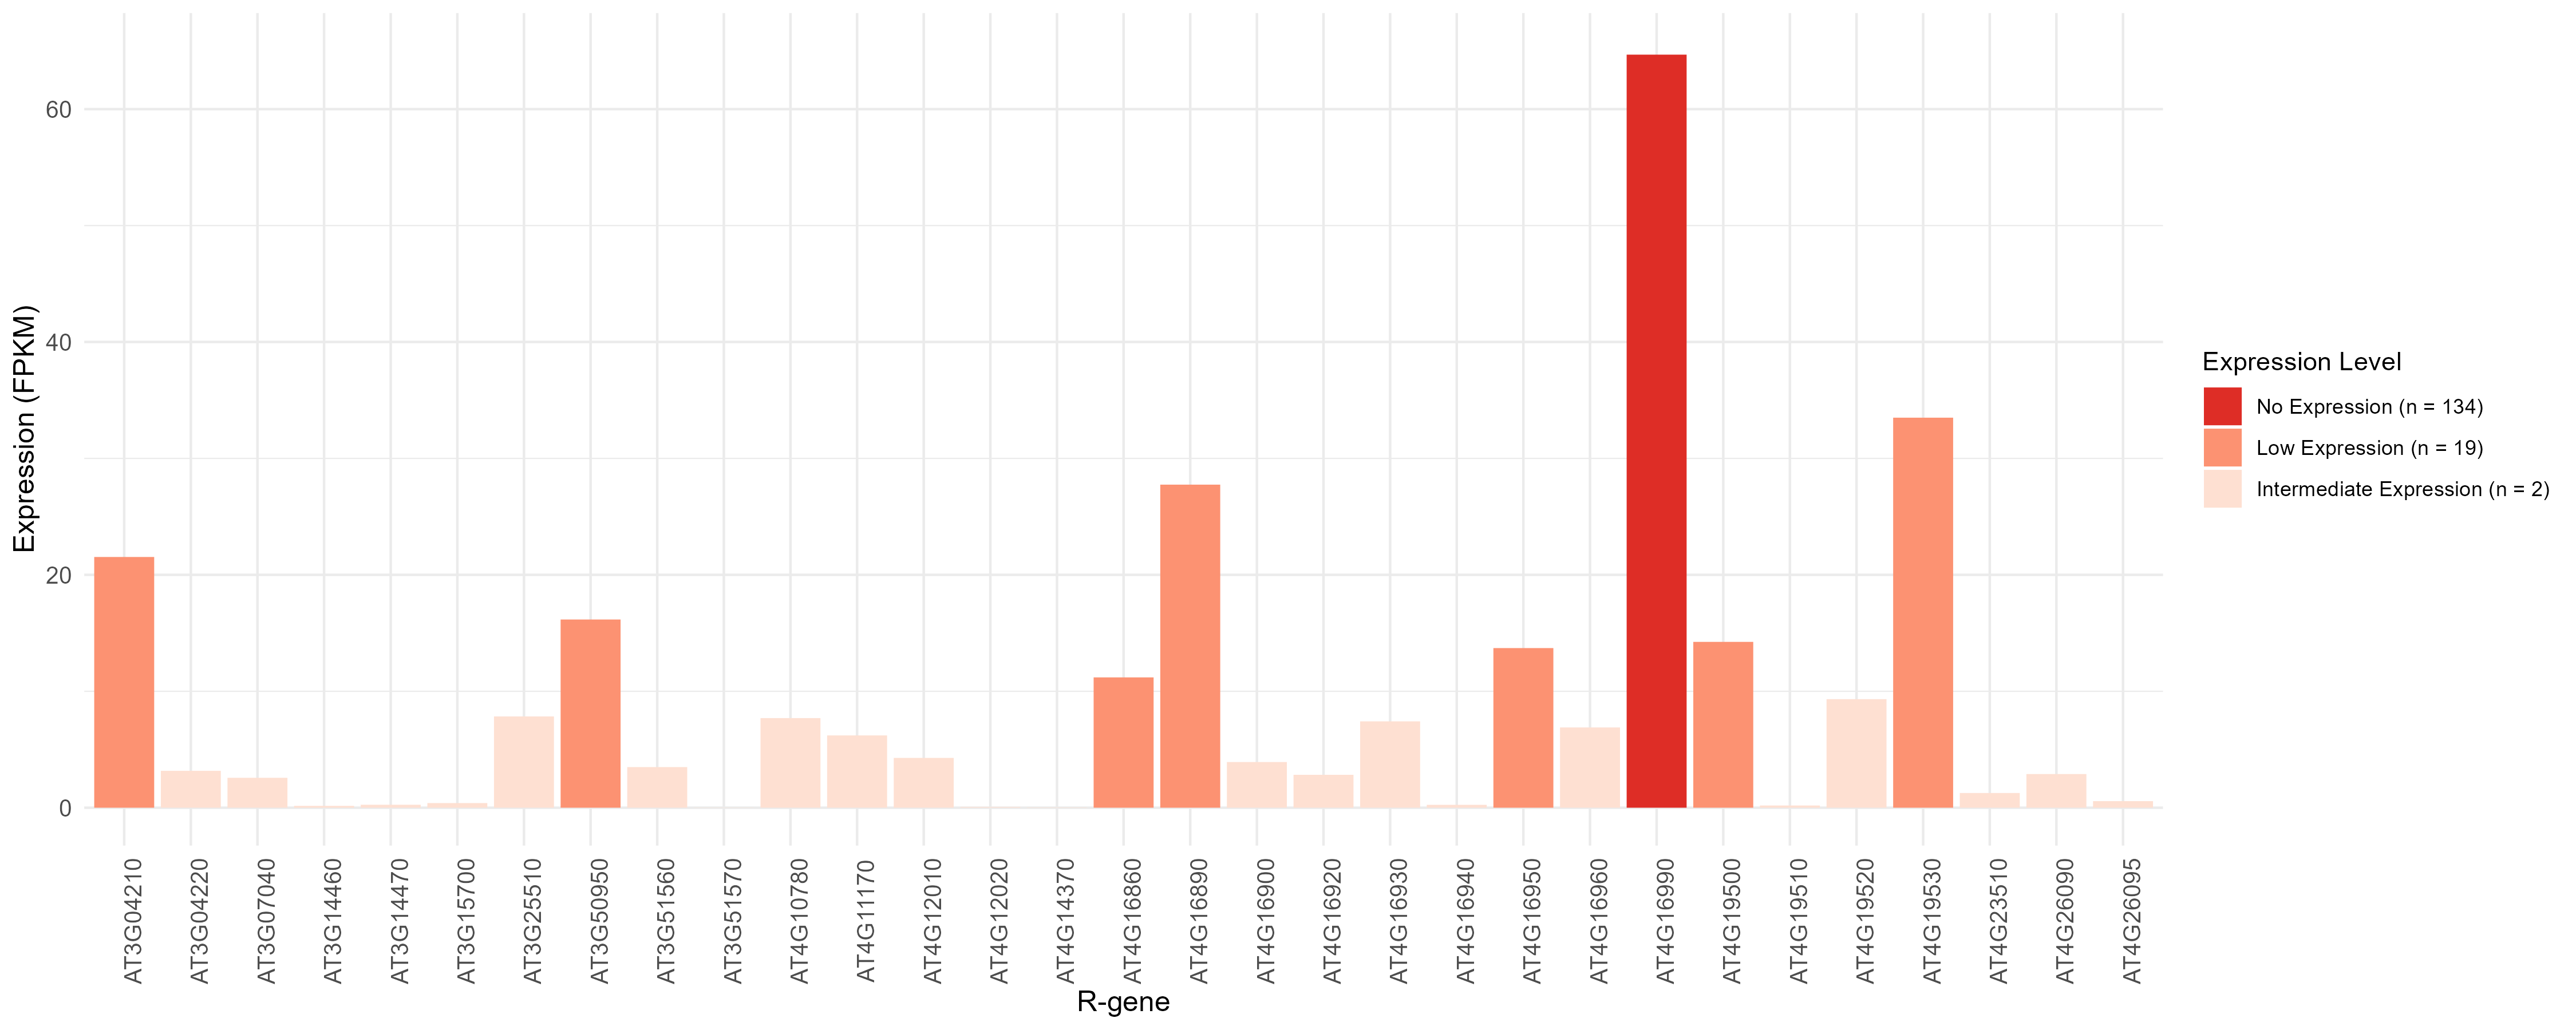 Expression (FPKM)
60
40
20
0
AT3G04210
AT3G04220
AT3G07040
AT3G14460
AT3G14470
AT3G15700
AT3G25510
AT3G50950
AT3G51560
AT3G51570
AT4G10780
AT4G11170
AT4G12010
AT4G12020
AT4G14370
AT4G16860
AT4G16890
AT4G16900
AT4G16920
AT4G16930
AT4G16940
AT4G16950
AT4G16960
AT4G16990
AT4G19500
AT4G19510
AT4G19520
AT4G19530
AT4G23510
AT4G26090
AT4G26095
R-gene
Expression Level
No Expression (n = 134)
Low Expression (n = 19)
Intermediate Expression (n = 2)